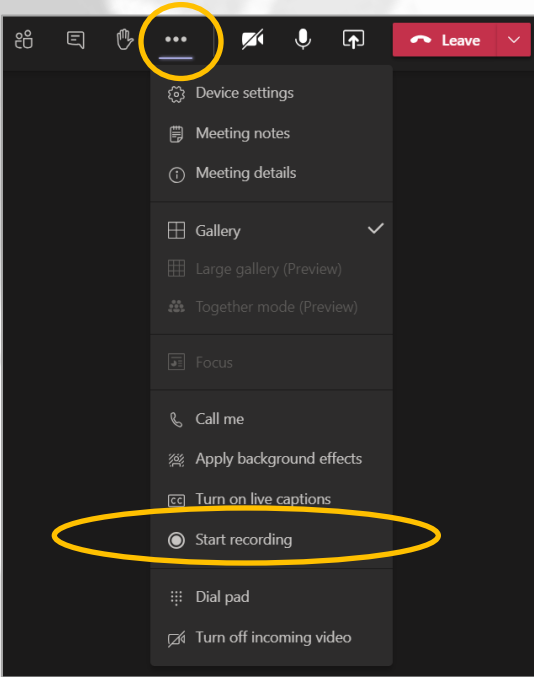 Leave
Device settings
Meeting notes
Meeting details
Gallery
Large gallery (Preview)
Together mode (Preview)
Focus
Call me
Apply background effects
CC Turn on live captions
Start recording
Dial pad
Turn off incoming video